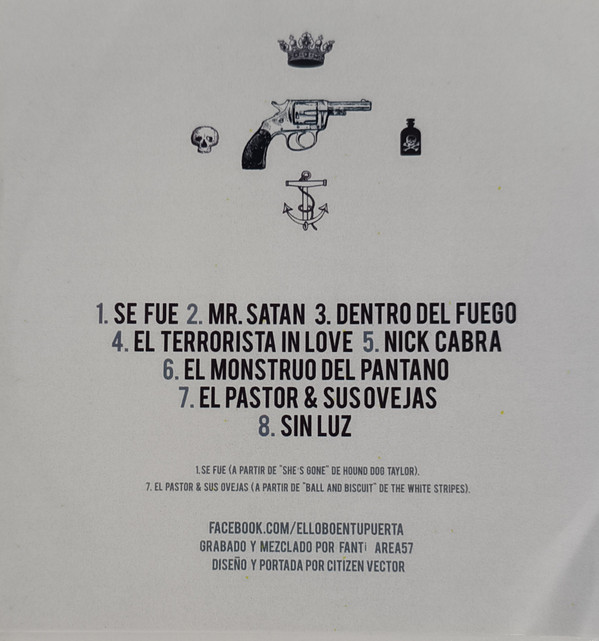 1. SE FUE 2. MR. SATAN 3. DENTRO DEL FUEGO
4. EL TERRORISTA IN LOVE 5. NICK CABRA
6. EL MONSTRUO DEL PANTANO
7. EL PASTOR & SUS OVEJAS
8. SIN LUZ
1. SE FUE (A PARTIR DE "SHE'S GONE" DE HOUND DOG TAYLOR).
7. EL PASTOR & SUS OVEJAS (A PARTIR DE "BALL AND BISCUIT" DE THE WHITE STRIPES).
FACEBOOK.COM/ELLOBOENTUPUERTA
GRABADO Y MEZCLADO POR FANTI AREA57
DISEÑO Y PORTADA POR CITIZEN VECTOR